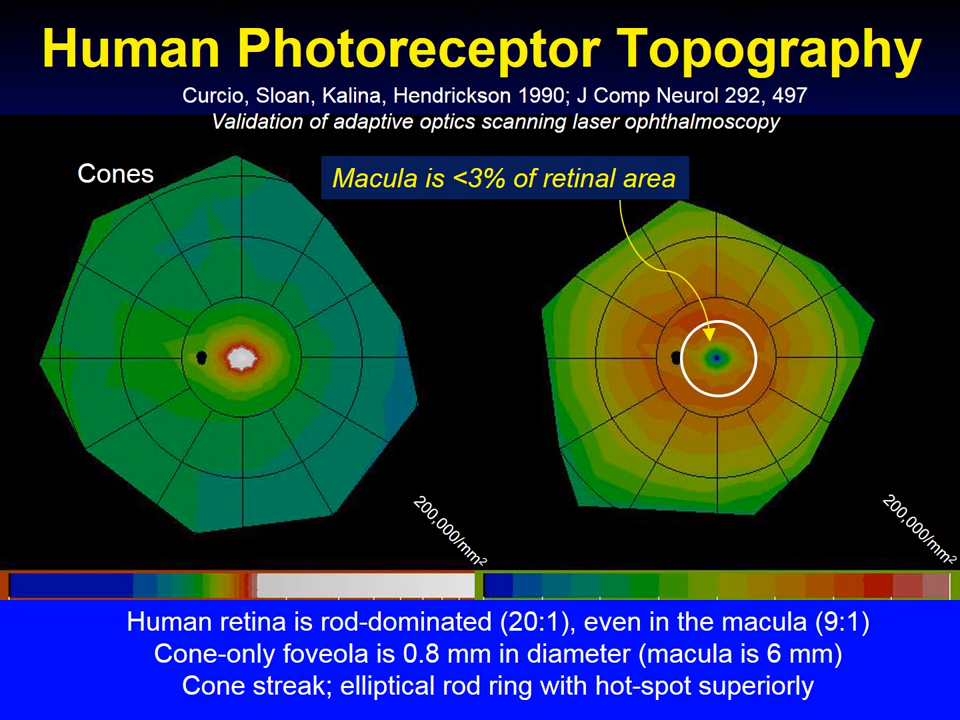 Human Photoreceptor Topography
Curcio, Sloan, Kalina, Hendrickson 1990; J Comp Neurol 292, 497
Validation of adaptive optics scanning laser ophthalmoscopy
Cones
Macula is <3% of retinal area
200,000/mm²
200,000/mm²
Human retina is rod-dominated (20:1), even in the macula (9:1)
Cone-only foveola is 0.8 mm in diameter (macula is 6 mm)
Cone streak; elliptical rod ring with hot-spot superiorly